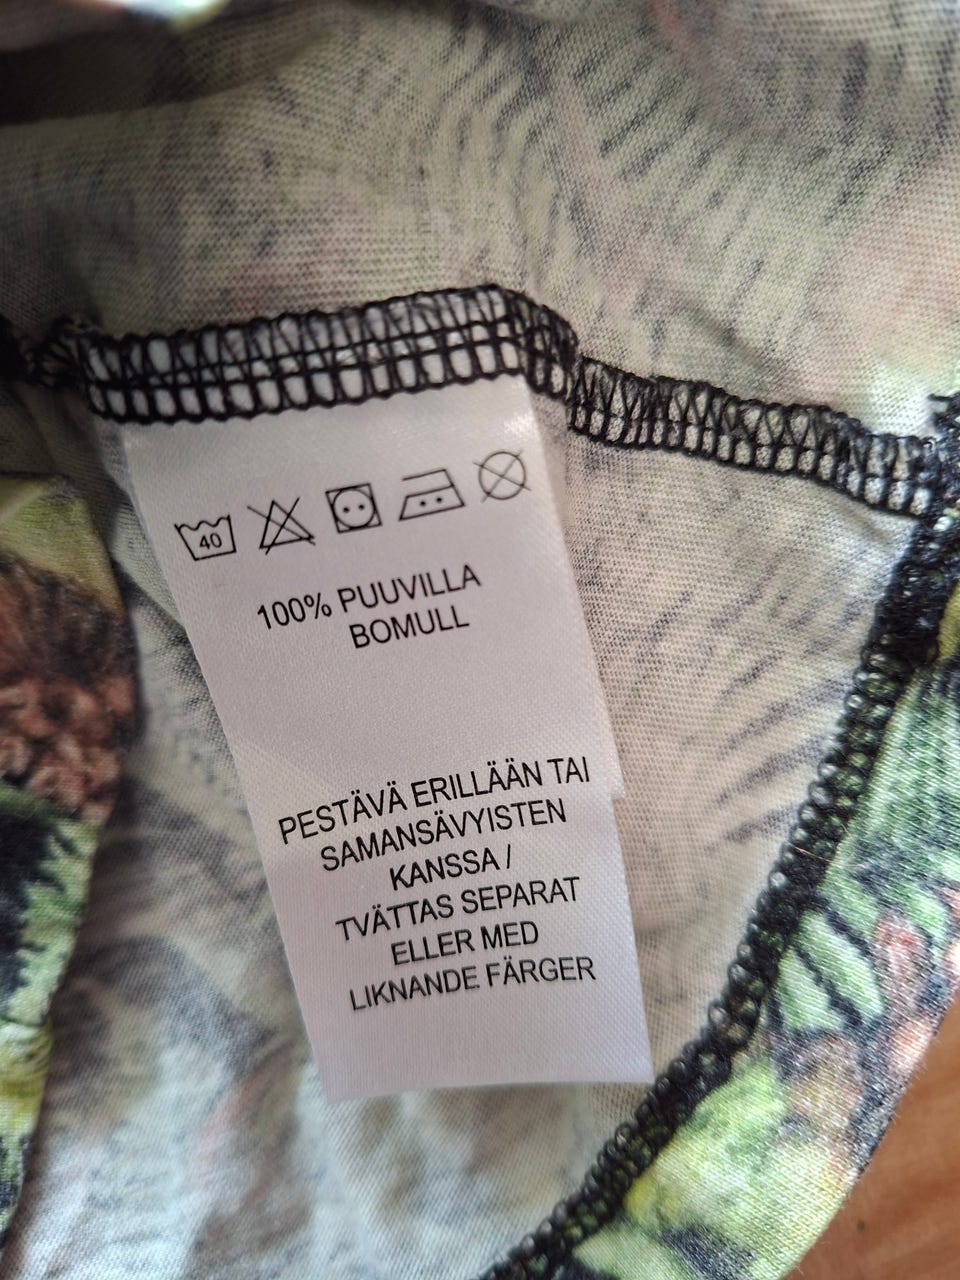 40
100% PUUVILLA
BOMULL
PESTÄVÄ ERILLÄÄN TAI
SAMANSÄVYISTEN
KANSSA /
TVÄTTAS SEPARAT
ELLER MED
LIKNANDE FÄRGER